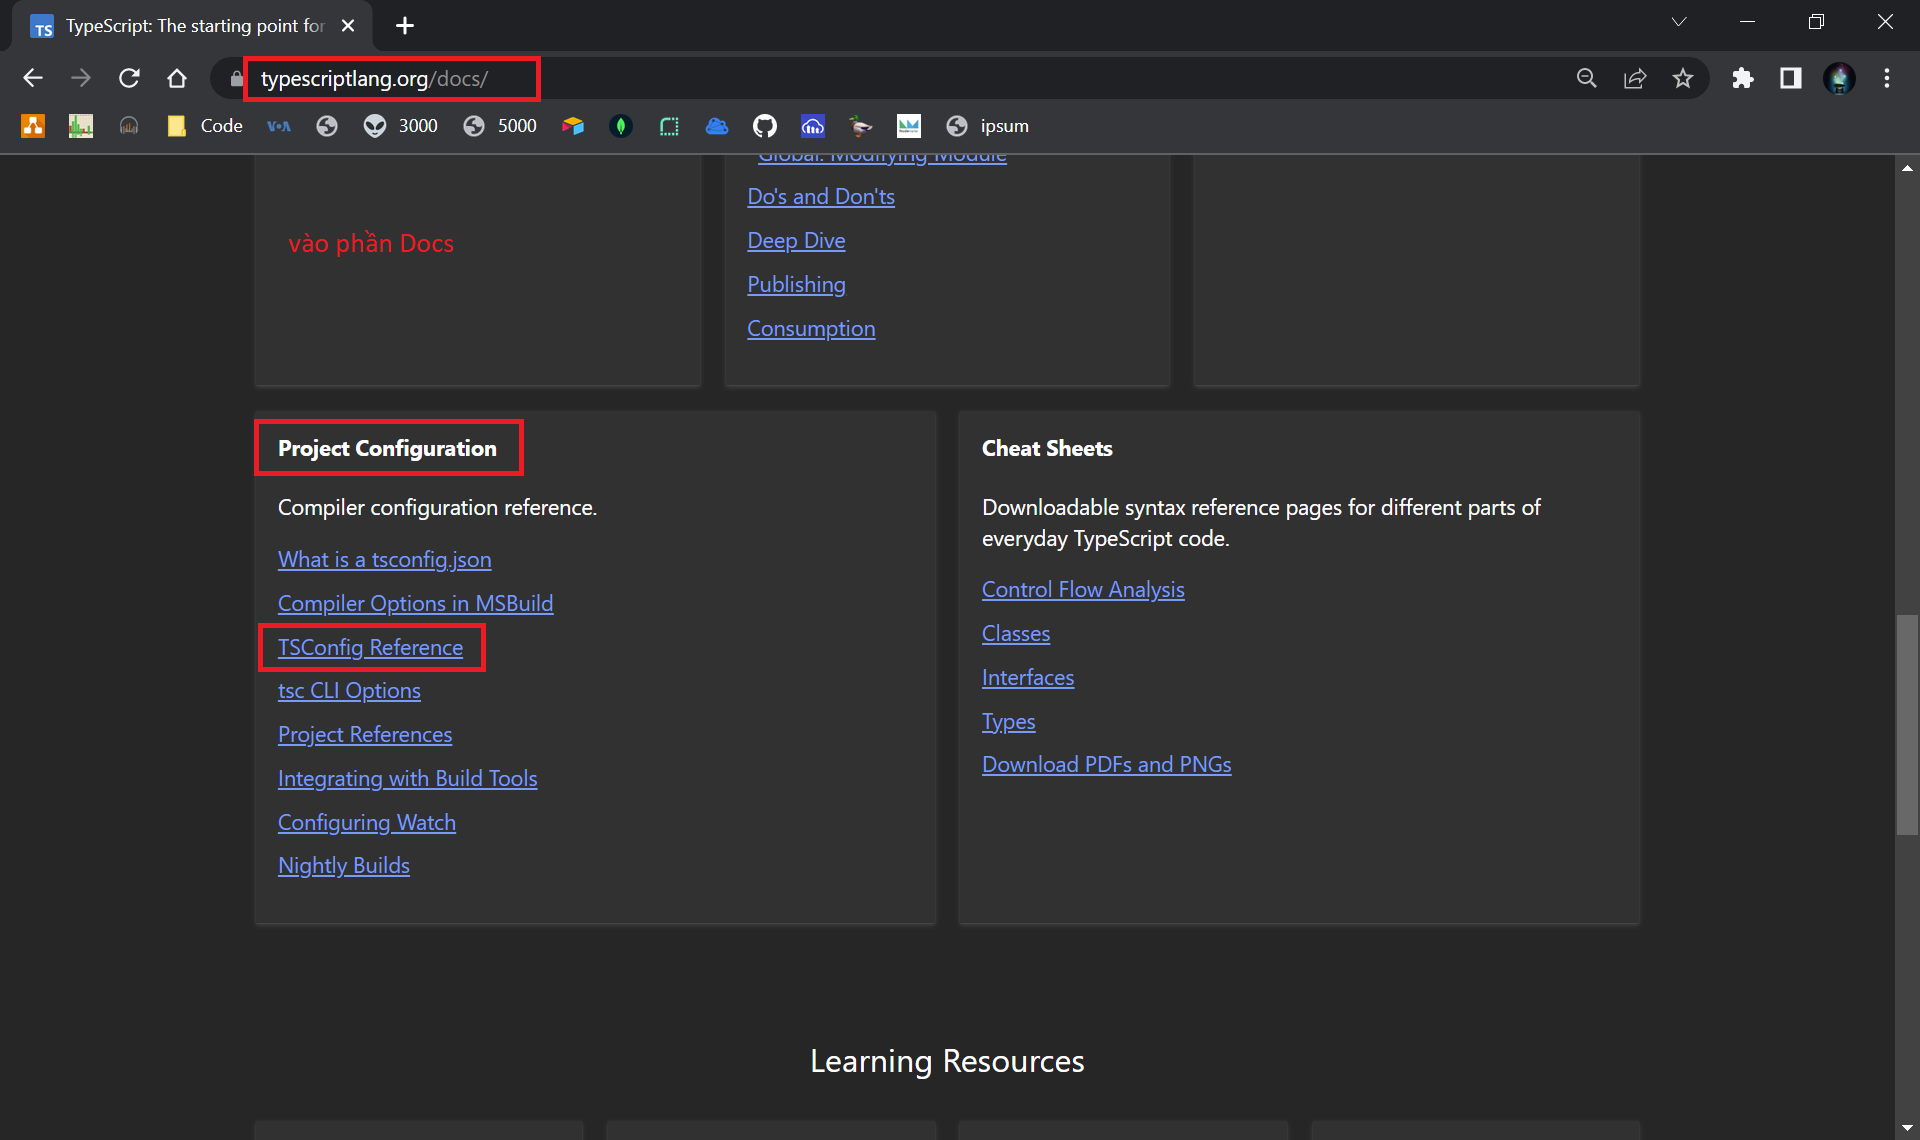 TS TypeScript: The starting point for
typescriptlang.org/docs/
Code VOA 3000 5000 ipsum
Global: Modifying Module
Do's and Don'ts
vào phần Docs
Deep Dive
Publishing
Consumption
Project Configuration
Compiler configuration reference.
What is a tsconfig.json
Compiler Options in MSBuild
TSConfig Reference
tsc CLI Options
Project References
Integrating with Build Tools
Configuring Watch
Nightly Builds
Cheat Sheets
Downloadable syntax reference pages for different parts of
everyday TypeScript code.
Control Flow Analysis
Classes
Interfaces
Types
Download PDFs and PNGs
Learning Resources